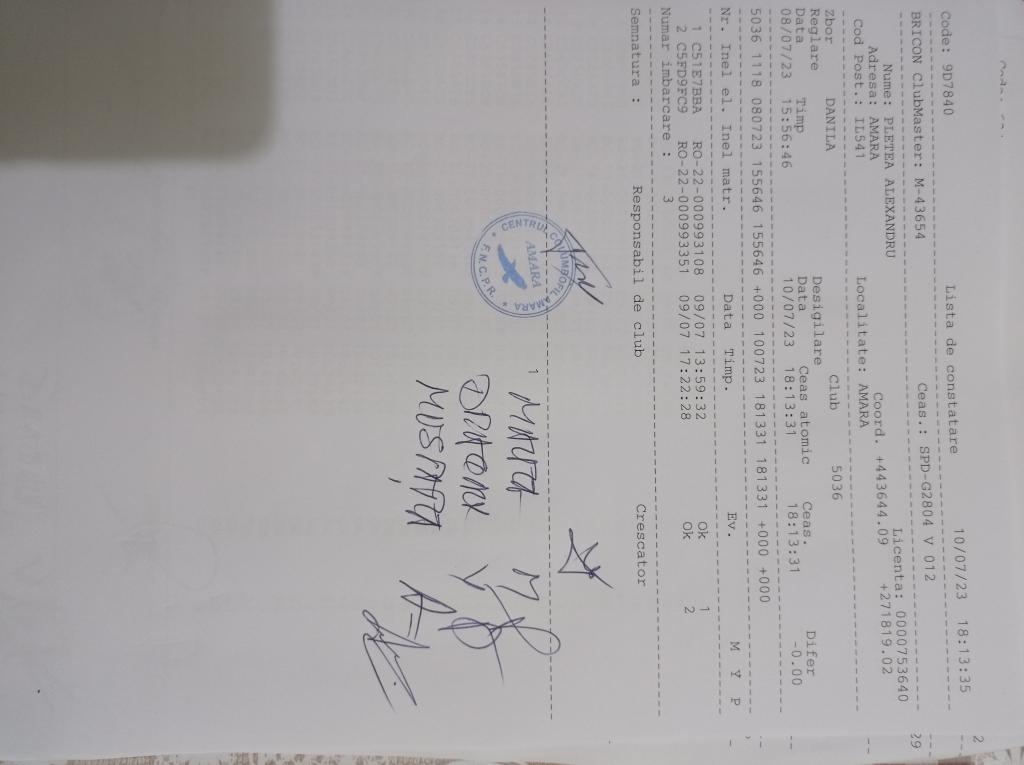 Code: 9D7840 Lista de constatare 10/07/23 18:13:35
BRICON ClubMaster: M-43654 Ceas.: SPD-G2804 V 012
Nume: PLETEA ALEXANDRU Licenta: 0000753640
Adresa: AMARA Coord. +443644.09 +271819.02
Cod Post.: IL541 Localitate: AMARA
Zbor DANILA Club 5036
Reglare Desigilare
Data Timp Data Ceas atomic Ceas. Difer
08/07/23 15:56:46 10/07/23 18:13:31 18:13:31 -0.00
5036 1118 080723 155646 155646 +000 100723 181331 181331 +000 +000
Nr. Inel el. Inel matr. Data Timp. Ev. M Y P
1 C51E7BBA RO-22-000993108 09/07 13:59:32 Ok 1
2 C5FD9FC9 RO-22-000993351 09/07 17:22:28 Ok 2
Numar imbarcare : 3
Semnatura : Responsabil de club Crescator
CENTRUL COLUMBOFIL AMARA
AMARA
F.N.C.P.R.
1
2
29